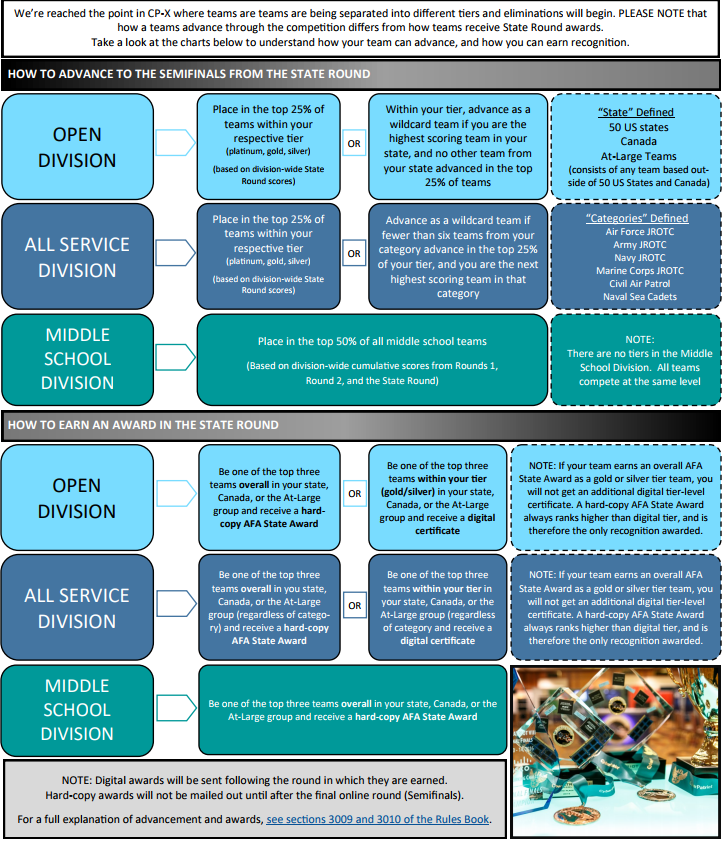 We're reached the point in CP-X where teams are teams are being separated into different tiers and eliminations will begin. PLEASE NOTE that
how a teams advance through the competition differs from how teams receive State Round awards.
Take a look at the charts below to understand how your team can advance, and how you can earn recognition.
HOW TO ADVANCE TO THE SEMIFINALS FROM THE STATE ROUND
OPEN
DIVISION
Place in the top 25% of
teams within your
respective tier
(platinum, gold, silver)
(based on division-wide State
Round scores)
OR
Within your tier, advance as a
wildcard team if you are the
highest scoring team in your
state, and no other team from
your state advanced in the top
25% of teams
"State" Defined
50 US states
Canada
At-Large Teams
(consists of any team based out-
side of 50 US States and Canada)
ALL SERVICE
DIVISION
Place in the top 25% of
teams within your
respective tier
(platinum, gold, silver)
(based on division-wide State
Round scores)
OR
Advance as a wildcard team if
fewer than six teams from your
category advance in the top 25%
of your tier, and you are the next
highest scoring team in that
category
"Categories" Defined
Air Force JROTC
Army JROTC
Navy JROTC
Marine Corps JROTC
Civil Air Patrol
Naval Sea Cadets
MIDDLE
SCHOOL
DIVISION
Place in the top 50% of all middle school teams
(Based on division-wide cumulative scores from Rounds 1,
Round 2, and the State Round)
NOTE:
There are no tiers in the Middle
School Division. All teams
compete at the same level
HOW TO EARN AN AWARD IN THE STATE ROUND
OPEN
DIVISION
Be one of the top three
teams overall in your state,
Canada, or the At-Large
group and receive a hard-
copy AFA State Award
OR
Be one of the top three
teams within your tier
(gold/silver) in your state,
Canada, or the At-Large
group and receive a digital
certificate
NOTE: If your team earns an overall AFA
State Award as a gold or silver tier team, you
will not get an additional digital tier-level
certificate. A hard-copy AFA State Award
always ranks higher than digital tier, and is
therefore the only recognition awarded.
ALL SERVICE
DIVISION
Be one of the top three
teams overall in you state,
Canada, or the At-Large
group (regardless of catego-
ry) and receive a hard-copy
AFA State Award
OR
Be one of the top three
teams within your tier in
your state, Canada, or the
At-Large group (regardless
of category and receive a
digital certificate
NOTE: If your team earns an overall AFA
State Award as a gold or silver tier team, you
will not get an additional digital tier-level
certificate. A hard-copy AFA State Award
always ranks higher than digital tier, and is
therefore the only recognition awarded.
MIDDLE
SCHOOL
DIVISION
Be one of the top three teams overall in your state, Canada, or the
At-Large group and receive a hard-copy AFA State Award
NOTE: Digital awards will be sent following the round in which they are earned.
Hard-copy awards will not be mailed out until after the final online round (Semifinals).
For a full explanation of advancement and awards, see sections 3009 and 3010 of the Rules Book.